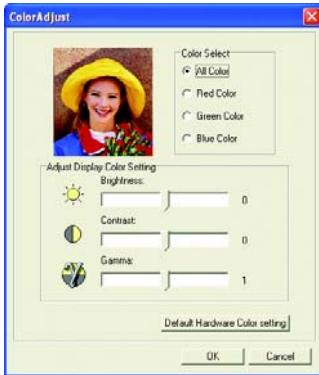 ColorAdjust
Color Select
All Color
Red Color
Green Color
Blue Color
Adjust Display Color Setting
Brightness:
0
Contrast:
0
Gamma:
1
Default Hardware Color setting
OK
Cancel